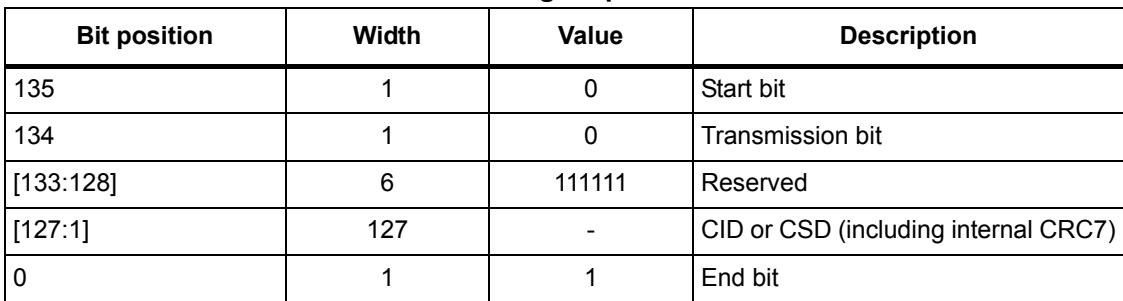 Bit position Width Value Description
135 1 0 Start bit
134 1 0 Transmission bit
[133:128] 6 111111 Reserved
[127:1] 127 - CID or CSD (including internal CRC7)
0 1 1 End bit